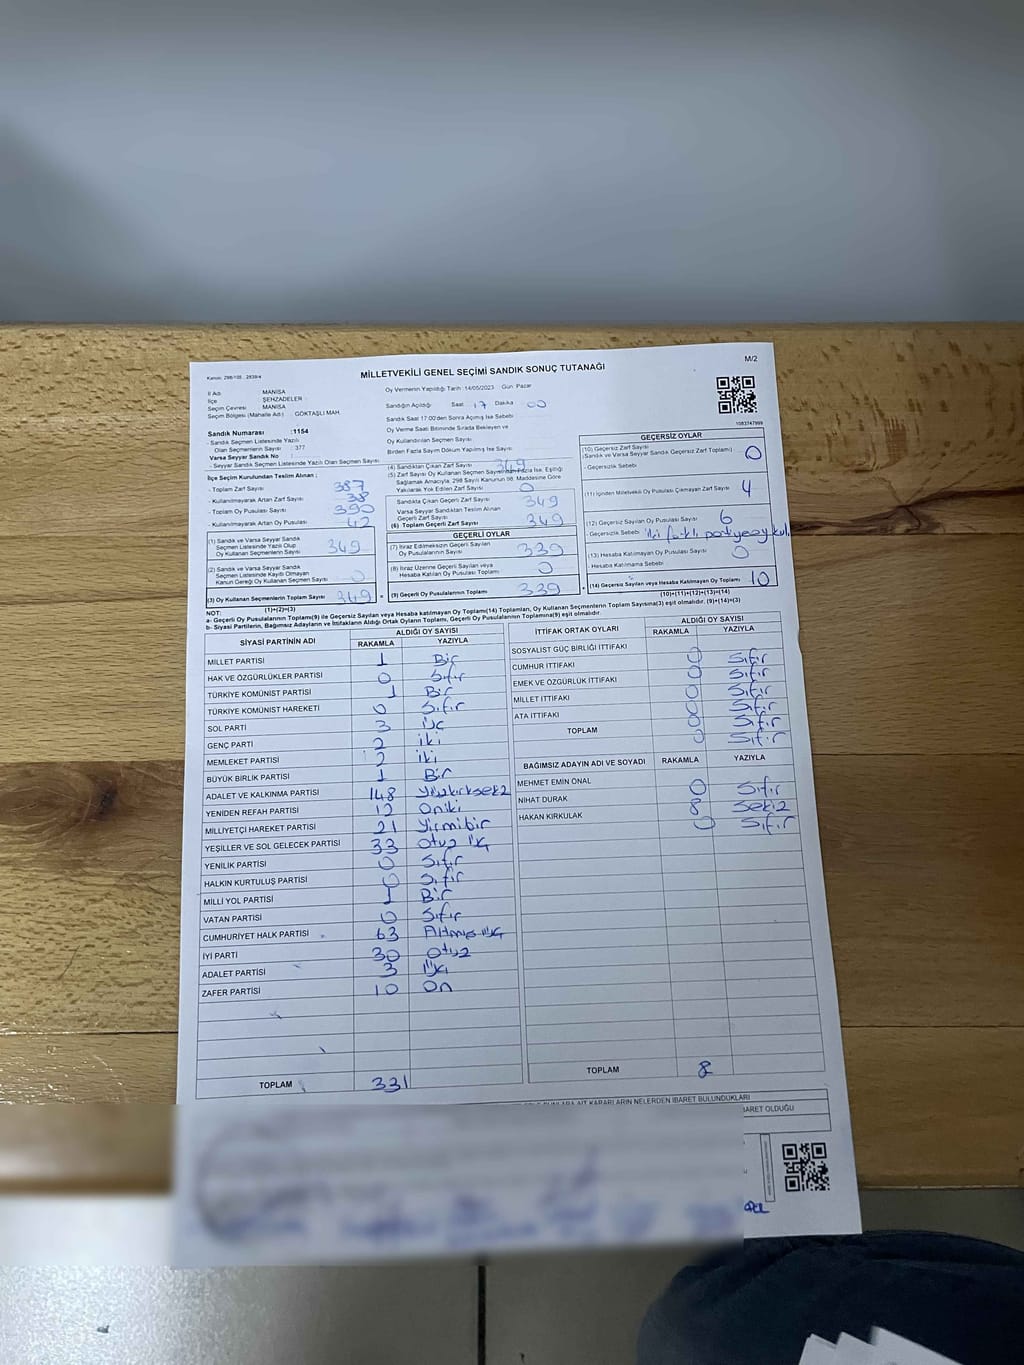 Kanun: 298/105 , 2839/4
M/2
MİLLETVEKİLİ GENEL SEÇİMİ SANDIK SONUÇ TUTANAĞI
İl Adı : MANİSA
İlçe : ŞEHZADELER
Seçim Çevresi : MANİSA
Seçim Bölgesi (Mahalle Ad.) : GÖKTAŞLI MAH.
Sandık Numarası :1154
- Sandık Seçmen Listesinde Yazılı
Olan Seçmenlerin Sayısı : 377
Varsa Seyyar Sandık No :
- Seyyar Sandık Seçmen Listesinde Yazılı Olan Seçmen Sayısı
Oy Vermenin Yapıldığı Tarih :14/05/2023 Gün: Pazar
Sandığın Açıldığı Saat 17 Dakika 00
Sandık Saat 17:00'den Sonra Açılmış İse Sebebi
Oy Verme Saati Bitiminde Sırada Bekleyen ve
Oy Kullandırılan Seçmen Sayısı
Birden Fazla Sayım Döküm Yapılmış İse Sayısı
İlçe Seçim Kurulundan Teslim Alınan ;
- Toplam Zarf Sayısı 387
- Kullanılmayarak Artan Zarf Sayısı 38
- Toplam Oy Pusulası Sayısı 390
- Kullanılmayarak Artan Oy Pusulası 42
(1) Sandık ve Varsa Seyyar Sandık
Seçmen Listesinde Yazılı Olup
Oy Kullanan Seçmenlerin Sayısı 349
(2) Sandık ve Varsa Seyyar Sandık
Seçmen Listesinde Kayıtlı Olmayan
Kanun Gereği Oy Kullanan Seçmen Sayısı 0
(3) Oy Kullanan Seçmenlerin Toplam Sayısı 349
(1)+(2)=(3)
(4) Sandıktan Çıkan Zarf Sayısı 349
(5) Zarf Sayısı Oy Kullanan Seçmen Sayısından Fazla İse, Eşitliği
Sağlamak Amacıyla, 298 Sayılı Kanunun 98. Maddesine Göre
Yakılarak Yok Edilen Zarf Sayısı 0
Sandıkta Çıkan Geçerli Zarf Sayısı 349
Varsa Seyyar Sandıktan Teslim Alınan
Geçerli Zarf Sayısı
(6) Toplam Geçerli Zarf Sayısı 349
GEÇERLİ OYLAR
(7) İtiraz Edilmeksizin Geçerli Sayılan
Oy Pusulalarının Sayısı 339
(8) İtiraz Üzerine Geçerli Sayılan veya
Hesaba Katılan Oy Pusulası Toplamı 0
(9) Geçerli Oy Pusulalarının Toplamı 339
1083747999
GEÇERSİZ OYLAR
(10) Geçersiz Zarf Sayısı
(Sandık ve Varsa Seyyar Sandık Geçersiz Zarf Toplamı) 0
- Geçersizlik Sebebi
(11) İçinden Milletvekili Oy Pusulası Çıkmayan Zarf Sayısı 4
(12) Geçersiz Sayılan Oy Pusulası Sayısı 6
- Geçersizlik Sebebi iki farklı partiye oy kul.
(13) Hesaba Katılmayan Oy Pusulası Sayısı 0
- Hesaba Katılmama Sebebi
(14) Geçersiz Sayılan veya Hesaba Katılmayan Oy Toplamı 10
(10)+(11)+(12)+(13)=(14)
NOT:
a- Geçerli Oy Pusulalarının Toplamı(9) ile Geçersiz Sayılan veya Hesaba katılmayan Oy Toplamı(14) Toplamları, Oy Kullanan Seçmenlerin Toplam Sayısına(3) eşit olmalıdır. (9)+(14)=(3)
b- Siyasi Partilerin, Bağımsız Adayların ve İttifakların Aldığı Ortak Oyların Toplamı, Geçerli Oy Pusulalarının Toplamına(9) eşit olmalıdır.
SİYASİ PARTİNİN ADI ALDIĞI OY SAYISI
RAKAMLA YAZIYLA
MİLLET PARTİSİ 1 Bir
HAK VE ÖZGÜRLÜKLER PARTİSİ 0 Sıfır
TÜRKİYE KOMÜNİST PARTİSİ 1 Bir
TÜRKİYE KOMÜNİST HAREKETİ 0 Sıfır
SOL PARTİ 3 üç
GENÇ PARTİ 2 iki
MEMLEKET PARTİSİ 2 iki
BÜYÜK BİRLİK PARTİSİ 1 Bir
ADALET VE KALKINMA PARTİSİ 148 Yüzkırksekiz
YENİDEN REFAH PARTİSİ 12 Oniki
MİLLİYETÇİ HAREKET PARTİSİ 21 Yirmibir
YEŞİLLER VE SOL GELECEK PARTİSİ 33 Otuz üç
YENİLİK PARTİSİ 0 Sıfır
HALKIN KURTULUŞ PARTİSİ 0 Sıfır
MİLLİ YOL PARTİSİ 1 Bir
VATAN PARTİSİ 0 Sıfır
CUMHURİYET HALK PARTİSİ 63 Altmış üç
İYİ PARTİ 30 Otuz
ADALET PARTİSİ 3 üç
ZAFER PARTİSİ 10 On
TOPLAM 331
İTTİFAK ORTAK OYLARI ALDIĞI OY SAYISI
RAKAMLA YAZIYLA
SOSYALIST GÜÇ BİRLİĞİ İTTİFAKI 0 Sıfır
CUMHUR İTTİFAKI 0 Sıfır
EMEK VE ÖZGÜRLÜK İTTİFAKI 0 Sıfır
MİLLET İTTİFAKI 0 Sıfır
ATA İTTİFAKI 0 Sıfır
TOPLAM 0 Sıfır
BAĞIMSIZ ADAYIN ADI VE SOYADI RAKAMLA YAZIYLA
MEHMET EMİN ÖNAL 0 Sıfır
NİHAT DURAK 8 Sekiz
HAKAN KIRKULAK 0 Sıfır
TOPLAM 8
AİT KARARLARIN NELERDEN İBARET BULUNDUKLARI
İBARET OLDUĞU